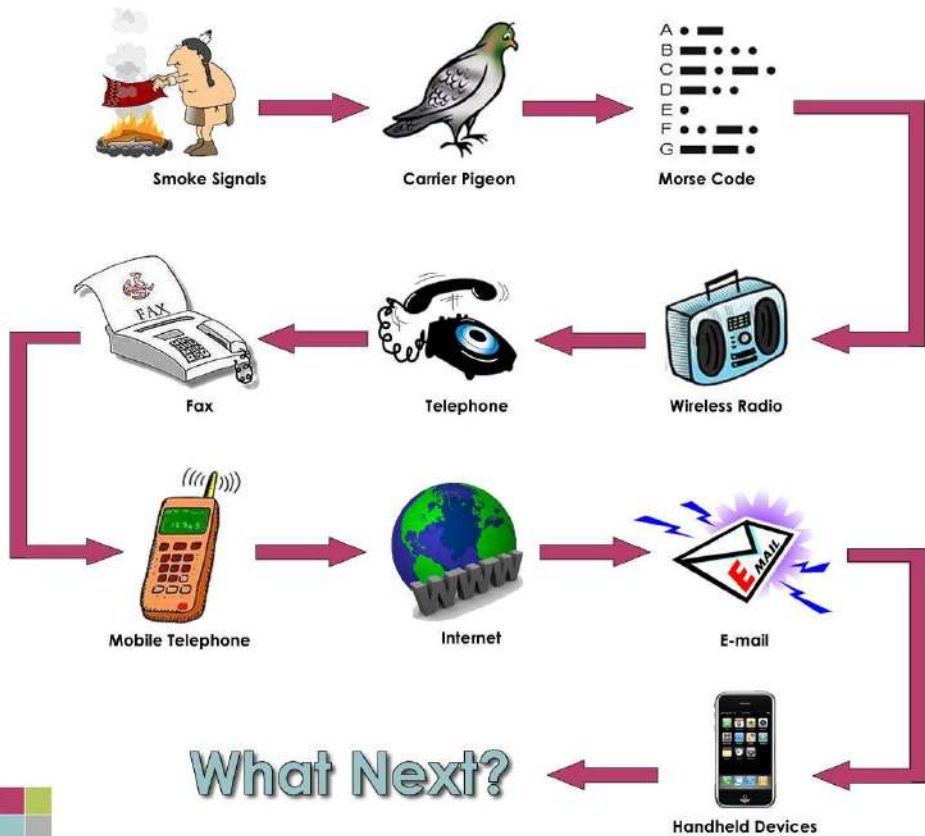 A
B
C
D
E
F
G
Smoke Signals
Carrier Pigeon
Morse Code
FAX
Fax
Telephone
Wireless Radio
WWW
E MAIL
Mobile Telephone
Internet
E-mail
What Next?
Handheld Devices